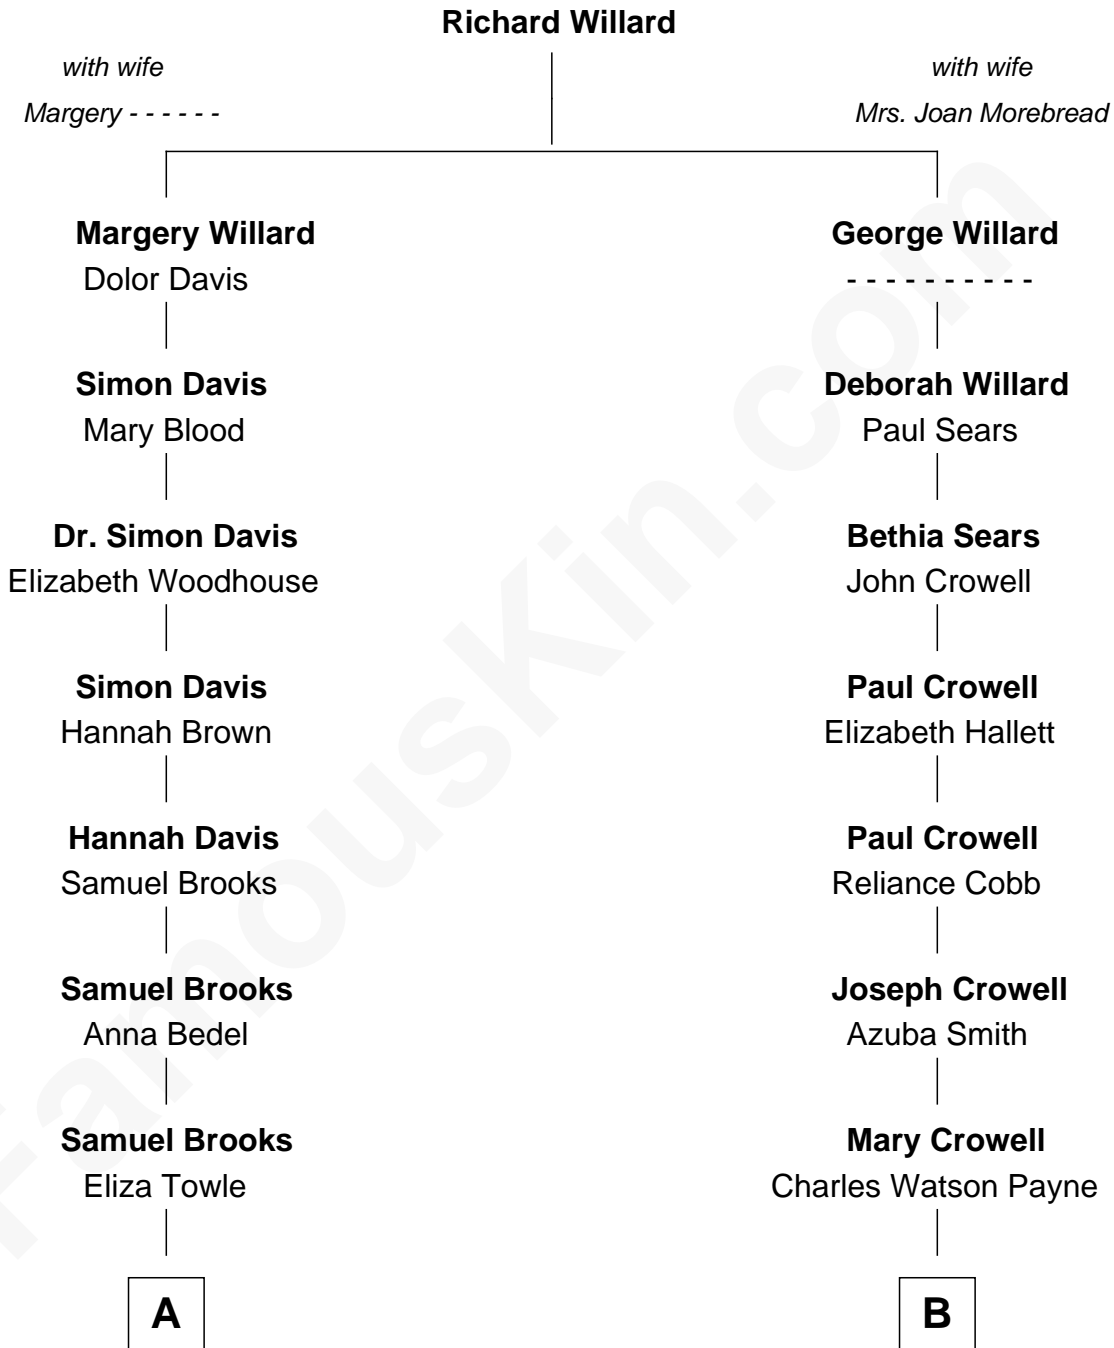 Richard Willard
with wife
Margery - - - - - -
with wife
Mrs. Joan Morebread
Margery Willard
Dolor Davis
George Willard
- - - - - - - - - -
Simon Davis
Mary Blood
Deborah Willard
Paul Sears
Dr. Simon Davis
Elizabeth Woodhouse
Bethia Sears
John Crowell
Simon Davis
Hannah Brown
Paul Crowell
Elizabeth Hallett
Hannah Davis
Samuel Brooks
Paul Crowell
Reliance Cobb
Samuel Brooks
Anna Bedel
Joseph Crowell
Azuba Smith
Samuel Brooks
Eliza Towle
Mary Crowell
Charles Watson Payne
A
B
FamousKin.com